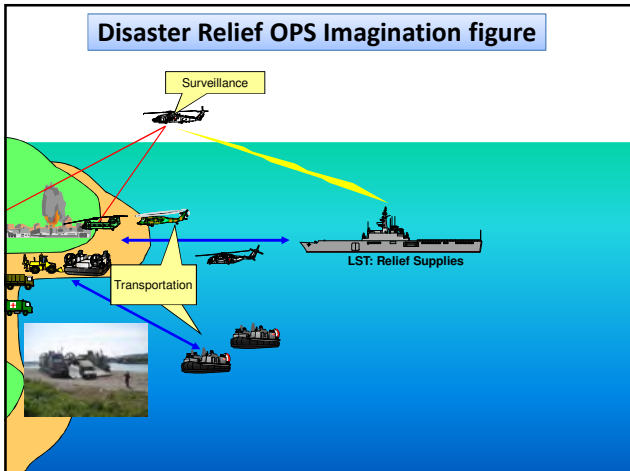 Disaster Relief OPS Imagination figure
Surveillance
LST: Relief Supplies
Transportation